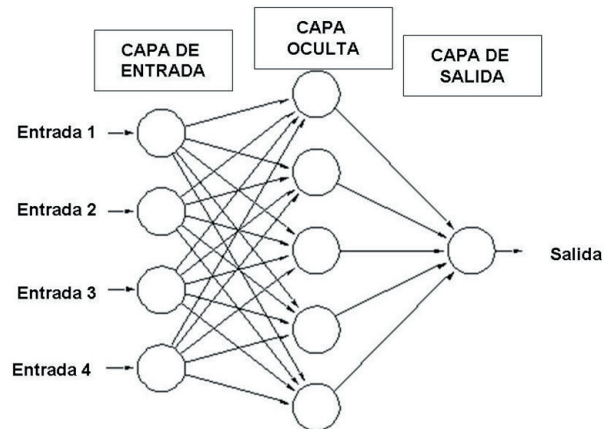 CAPA DE
ENTRADA
CAPA
OCULTA
CAPA DE
SALIDA
Entrada 1
Entrada 2
Entrada 3
Entrada 4
Salida